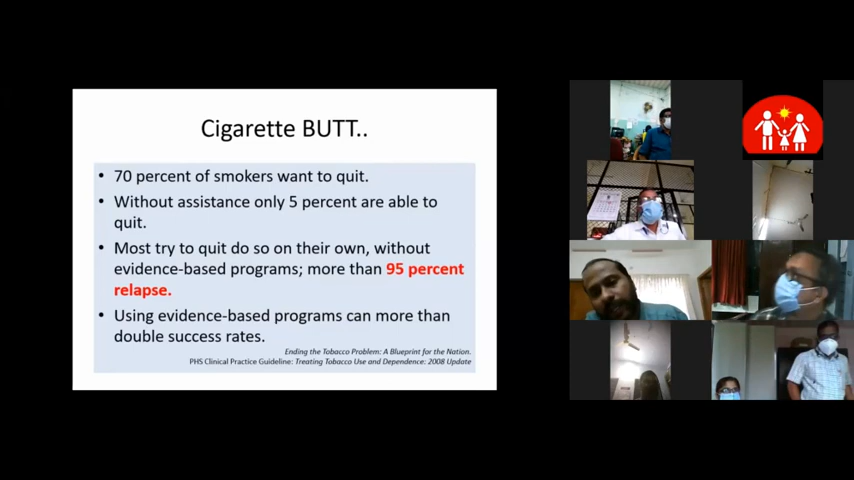 Cigarette BUTT..
• 70 percent of smokers want to quit.
• Without assistance only 5 percent are able to
quit.
• Most try to quit do so on their own, without
evidence-based programs; more than 95 percent
relapse.
• Using evidence-based programs can more than
double success rates.
Ending the Tobacco Problem: A Blueprint for the Nation.
PHS Clinical Practice Guideline: Treating Tobacco Use and Dependence: 2008 Update